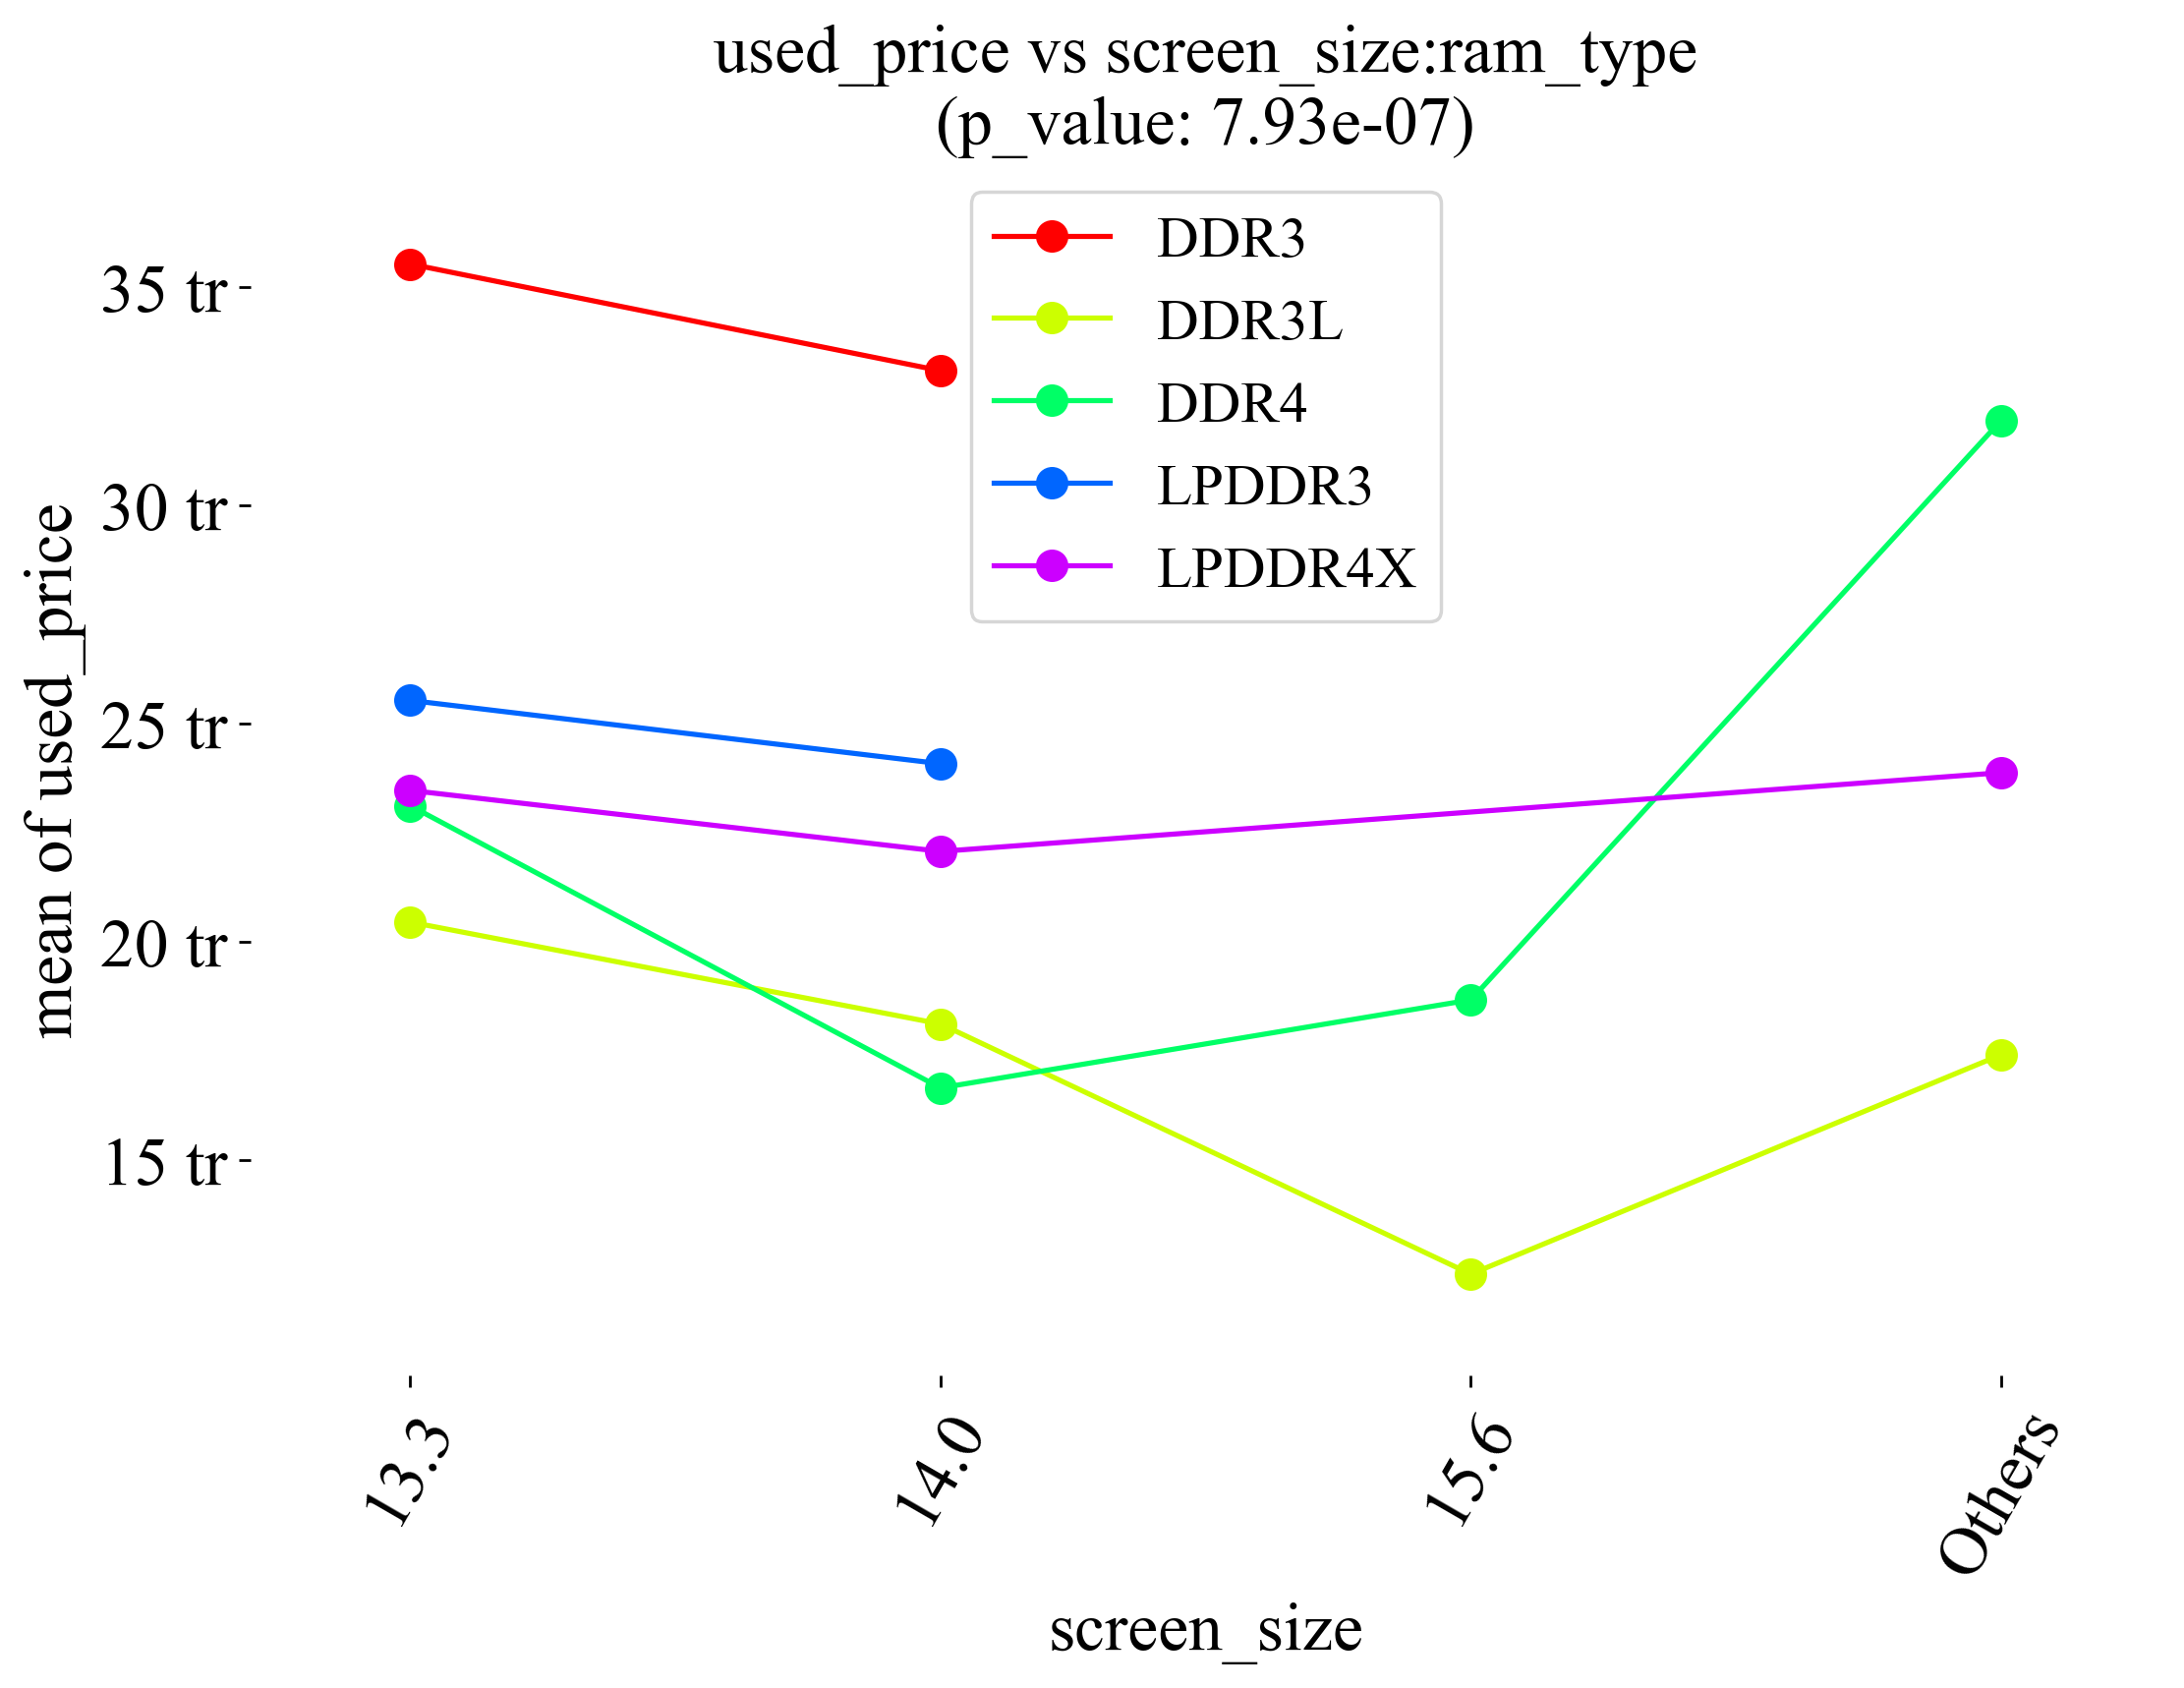 used_price vs screen_size:ram_type
(p_value: 7.93e-07)
DDR3
DDR3L
DDR4
LPDDR3
LPDDR4X
mean of used_price
35 tr
30 tr
25 tr
20 tr
15 tr
13.3
14.0
15.6
Others
screen_size